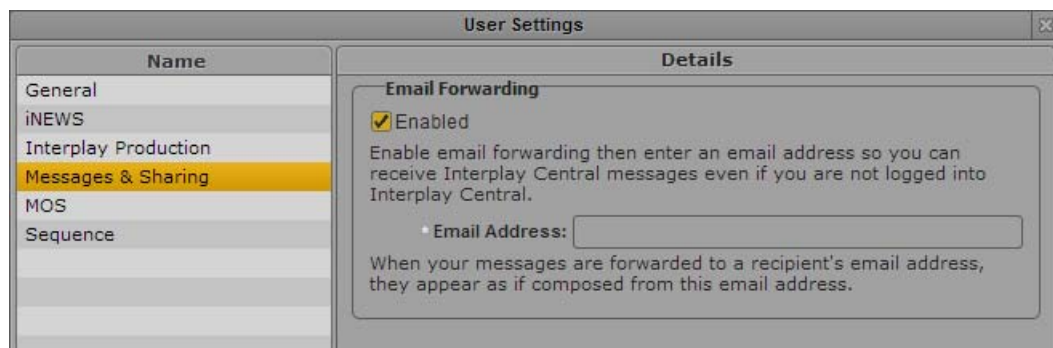 User Settings
Name
General
iNEWS
Interplay Production
Messages & Sharing
MOS
Sequence
Details
Email Forwarding
Enabled
Enable email forwarding then enter an email address so you can
receive Interplay Central messages even if you are not logged into
Interplay Central.
Email Address:
When your messages are forwarded to a recipient's email address,
they appear as if composed from this email address.